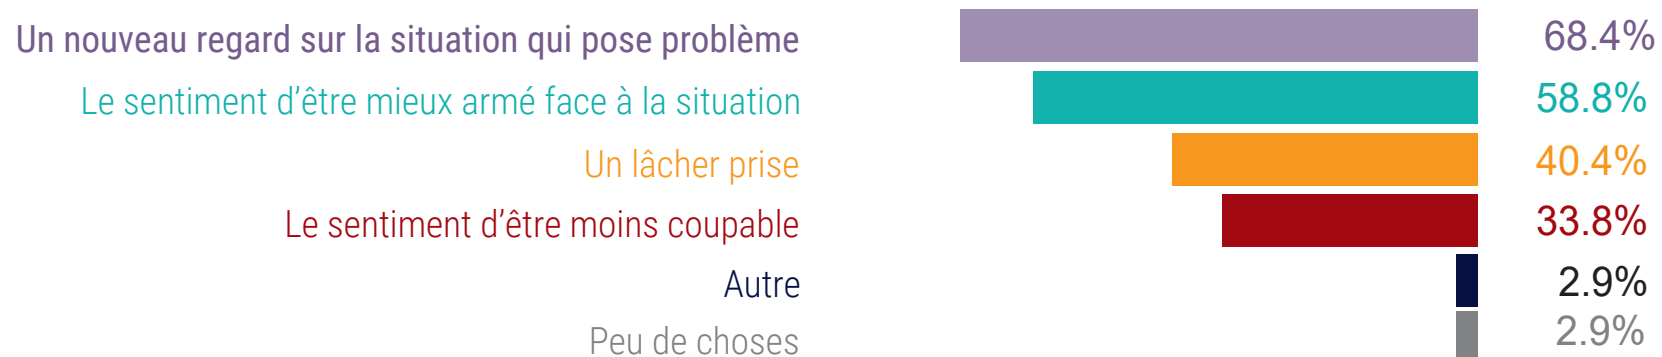 Un nouveau regard sur la situation qui pose problème 68.4%
Le sentiment d’être mieux armé face à la situation 58.8%
Un lâcher prise 40.4%
Le sentiment d’être moins coupable 33.8%
Autre 2.9%
Peu de choses 2.9%